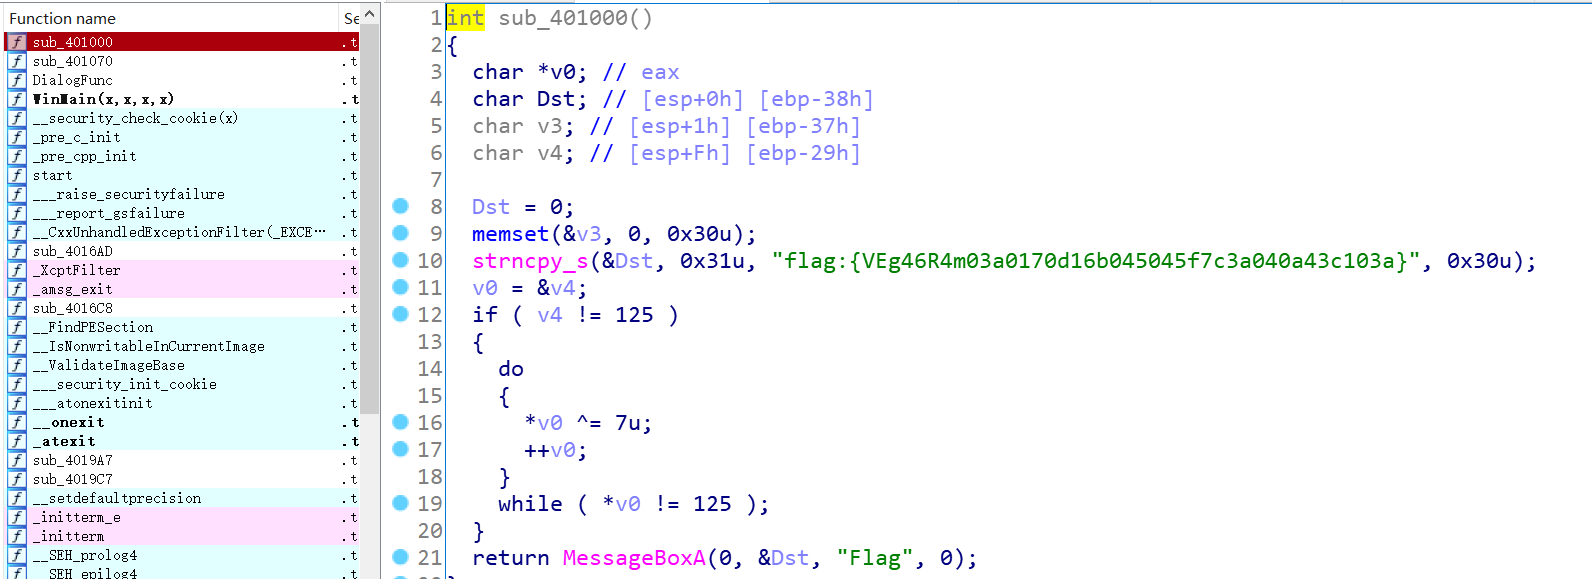 Function name Se
f sub_401000 .t
f sub_401070 .t
f DialogFunc .t
f WinMain(x,x,x,x) .t
f __security_check_cookie(x) .t
f _pre_c_init .t
f _pre_cpp_init .t
f start .t
f ___raise_securityfailure .t
f ___report_gsfailure .t
f __CxxUnhandledExceptionFilter(_EXCE… .t
f sub_4016AD .t
f _XcptFilter .t
f _amsg_exit .t
f sub_4016C8 .t
f __FindPESection .t
f __IsNonwritableInCurrentImage .t
f __ValidateImageBase .t
f ___security_init_cookie .t
f ___atonexitinit .t
f __onexit .t
f _atexit .t
f sub_4019A7 .t
f sub_4019C7 .t
f __setdefaultprecision .t
f _initterm_e .t
f _initterm .t
f __SEH_prolog4 .t
f __SEH_epilog4 .t
1 int sub_401000()
2 {
3 char *v0; // eax
4 char Dst; // [esp+0h] [ebp-38h]
5 char v3; // [esp+1h] [ebp-37h]
6 char v4; // [esp+Fh] [ebp-29h]
7
8 Dst = 0;
9 memset(&v3, 0, 0x30u);
10 strncpy_s(&Dst, 0x31u, "flag:{VEg46R4m03a0170d16b045045f7c3a040a43c103a}", 0x30u);
11 v0 = &v4;
12 if ( v4 != 125 )
13 {
14 do
15 {
16 *v0 ^= 7u;
17 ++v0;
18 }
19 while ( *v0 != 125 );
20 }
21 return MessageBoxA(0, &Dst, "Flag", 0);